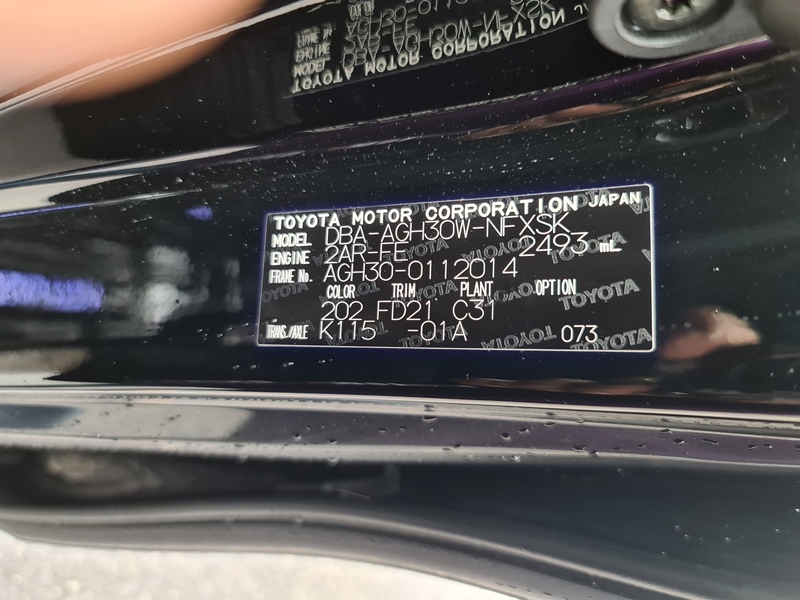 TOYOTA MOTOR CORPORATION JAPAN
MODEL DBA-AGH30W-NFXSK
ENGINE 2AR-FE 2493 mL
FRAME No. AGH30-0112014
COLOR TRIM PLANT OPTION
202 FD21 C31
TRANS./AXLE K115 -01A 073